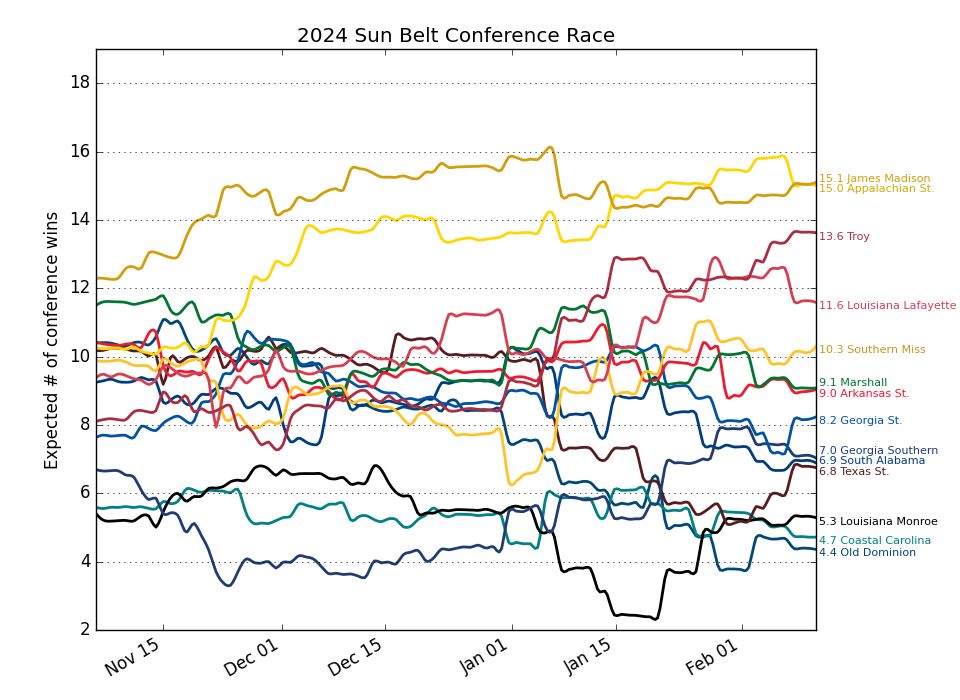 2024 Sun Belt Conference Race
Expected # of conference wins
18
16
14
12
10
8
6
4
2
Nov 15
Dec 01
Dec 15
Jan 01
Jan 15
Feb 01
15.1 James Madison
15.0 Appalachian St.
13.6 Troy
11.6 Louisiana Lafayette
10.3 Southern Miss
9.1 Marshall
9.0 Arkansas St.
8.2 Georgia St.
7.0 Georgia Southern
6.9 South Alabama
6.8 Texas St.
5.3 Louisiana Monroe
4.7 Coastal Carolina
4.4 Old Dominion